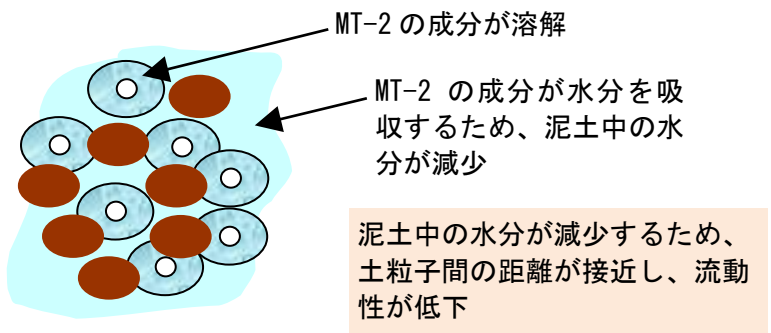 MT-2の成分が溶解
MT-2 の成分が水分を吸
収するため、泥土中の水
分が減少
泥土中の水分が減少するため、
土粒子間の距離が接近し、流動
性が低下